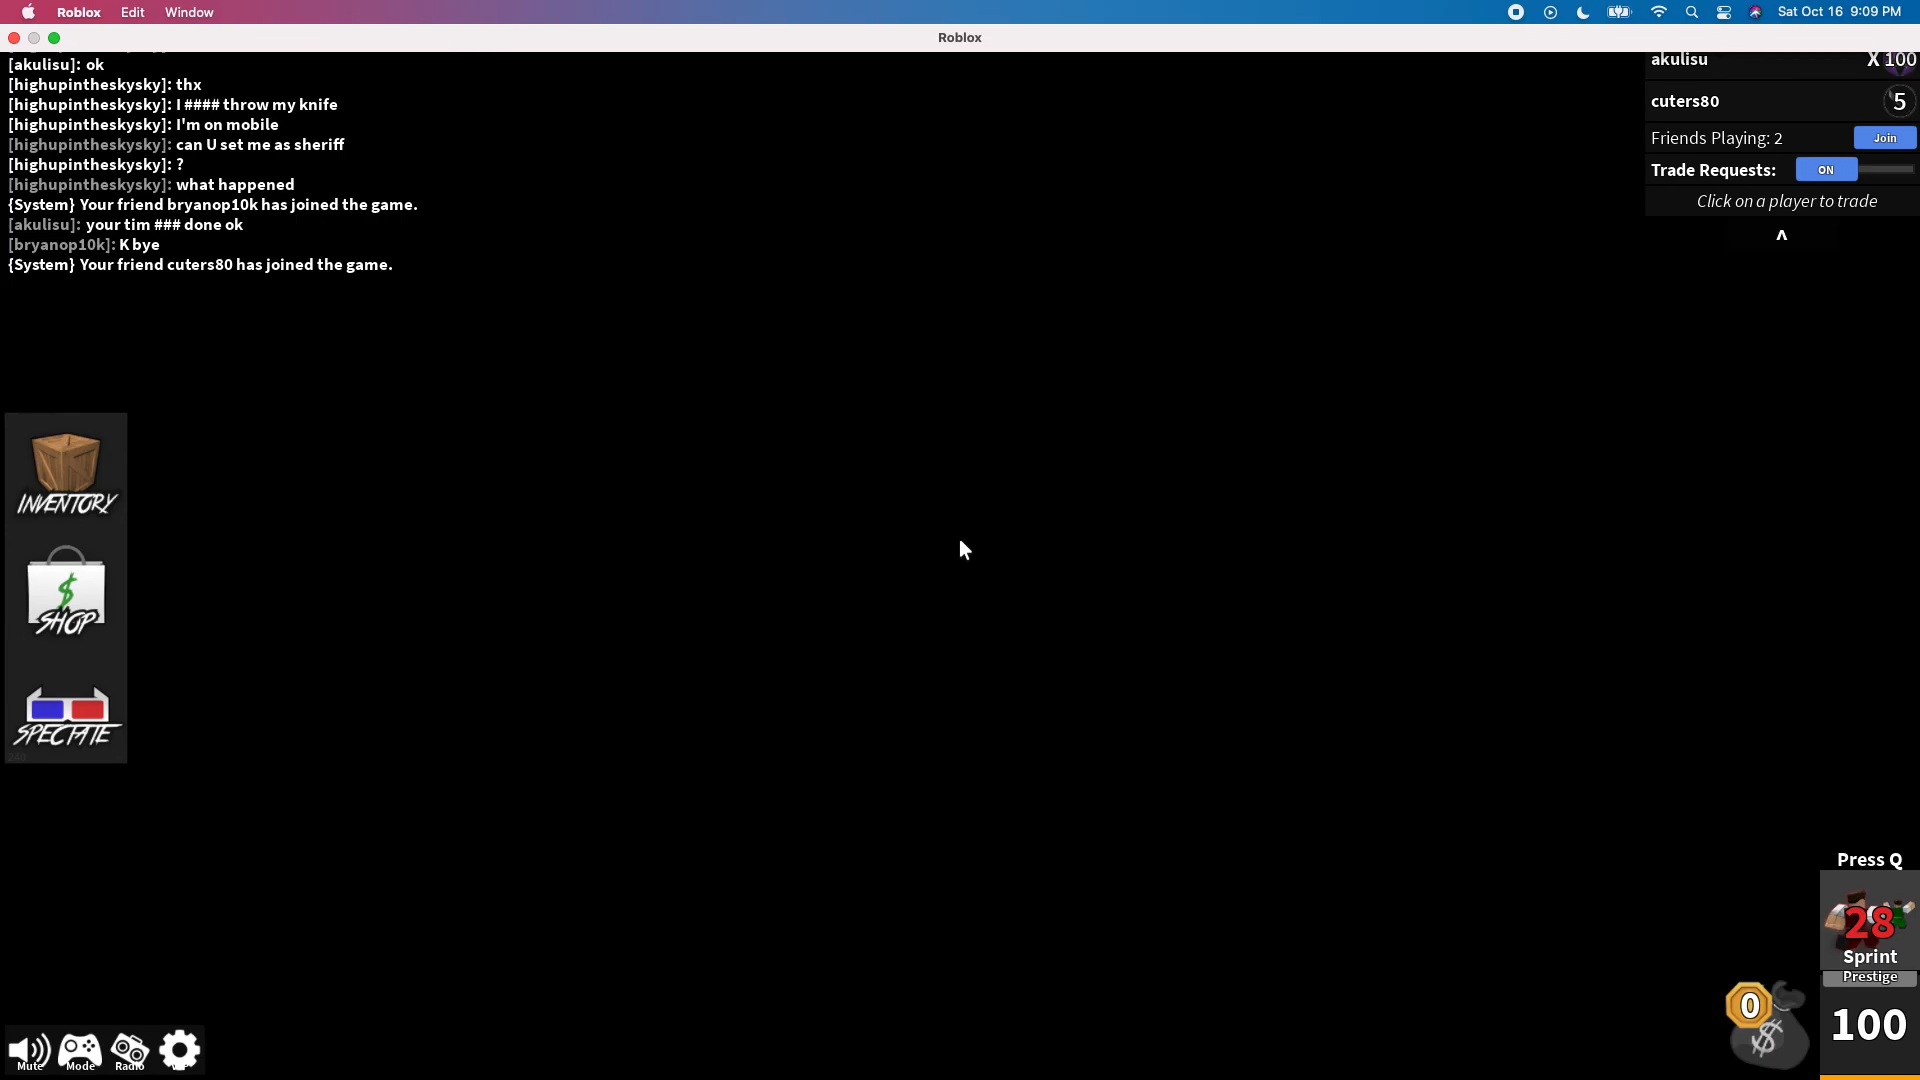 Roblox Edit Window Sat Oct 16 9:09 PM
Roblox
[akulisu]: ok
[highupintheskysky]: thx
[highupintheskysky]: I #### throw my knife
[highupintheskysky]: I'm on mobile
[highupintheskysky]: can U set me as sheriff
[highupintheskysky]: ?
[highupintheskysky]: what happened
{System} Your friend bryanop10k has joined the game.
[akulisu]: your tim ### done ok
[bryanop10k]: K bye
{System} Your friend cuters80 has joined the game.
akulisu X 100
cuters80 5
Friends Playing: 2 Join
Trade Requests: ON
Click on a player to trade
^
INVENTORY
$
SHOP
SPECTATE
Press Q
28
Sprint
Prestige
0
$
100
Mute Mode Radio